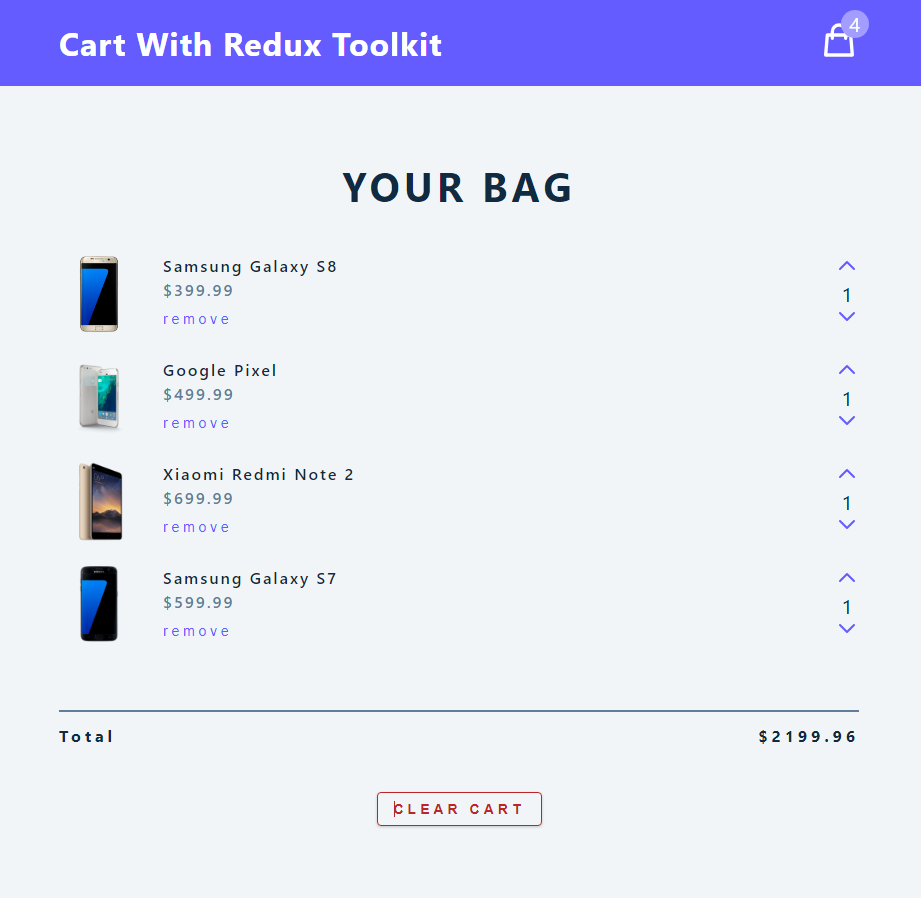 Cart With Redux Toolkit
4
YOUR BAG
Samsung Galaxy S8
$399.99
remove
1
Google Pixel
$499.99
remove
1
Xiaomi Redmi Note 2
$699.99
remove
1
Samsung Galaxy S7
$599.99
remove
1
Total $2199.96
CLEAR CART